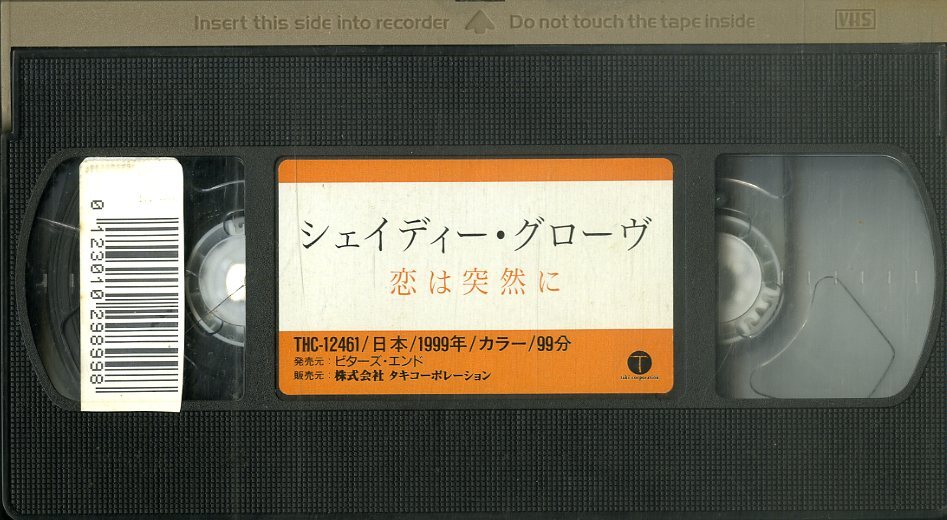 Insert this side into recorder Do not touch the tape inside VHS
0123010298998
シェイディー・グローヴ
恋は突然に
THC-12461/日本/1999年/カラー/99分
発売元：ビターズ・エンド
販売元：株式会社 タキコーポレーション
T
taki corporation